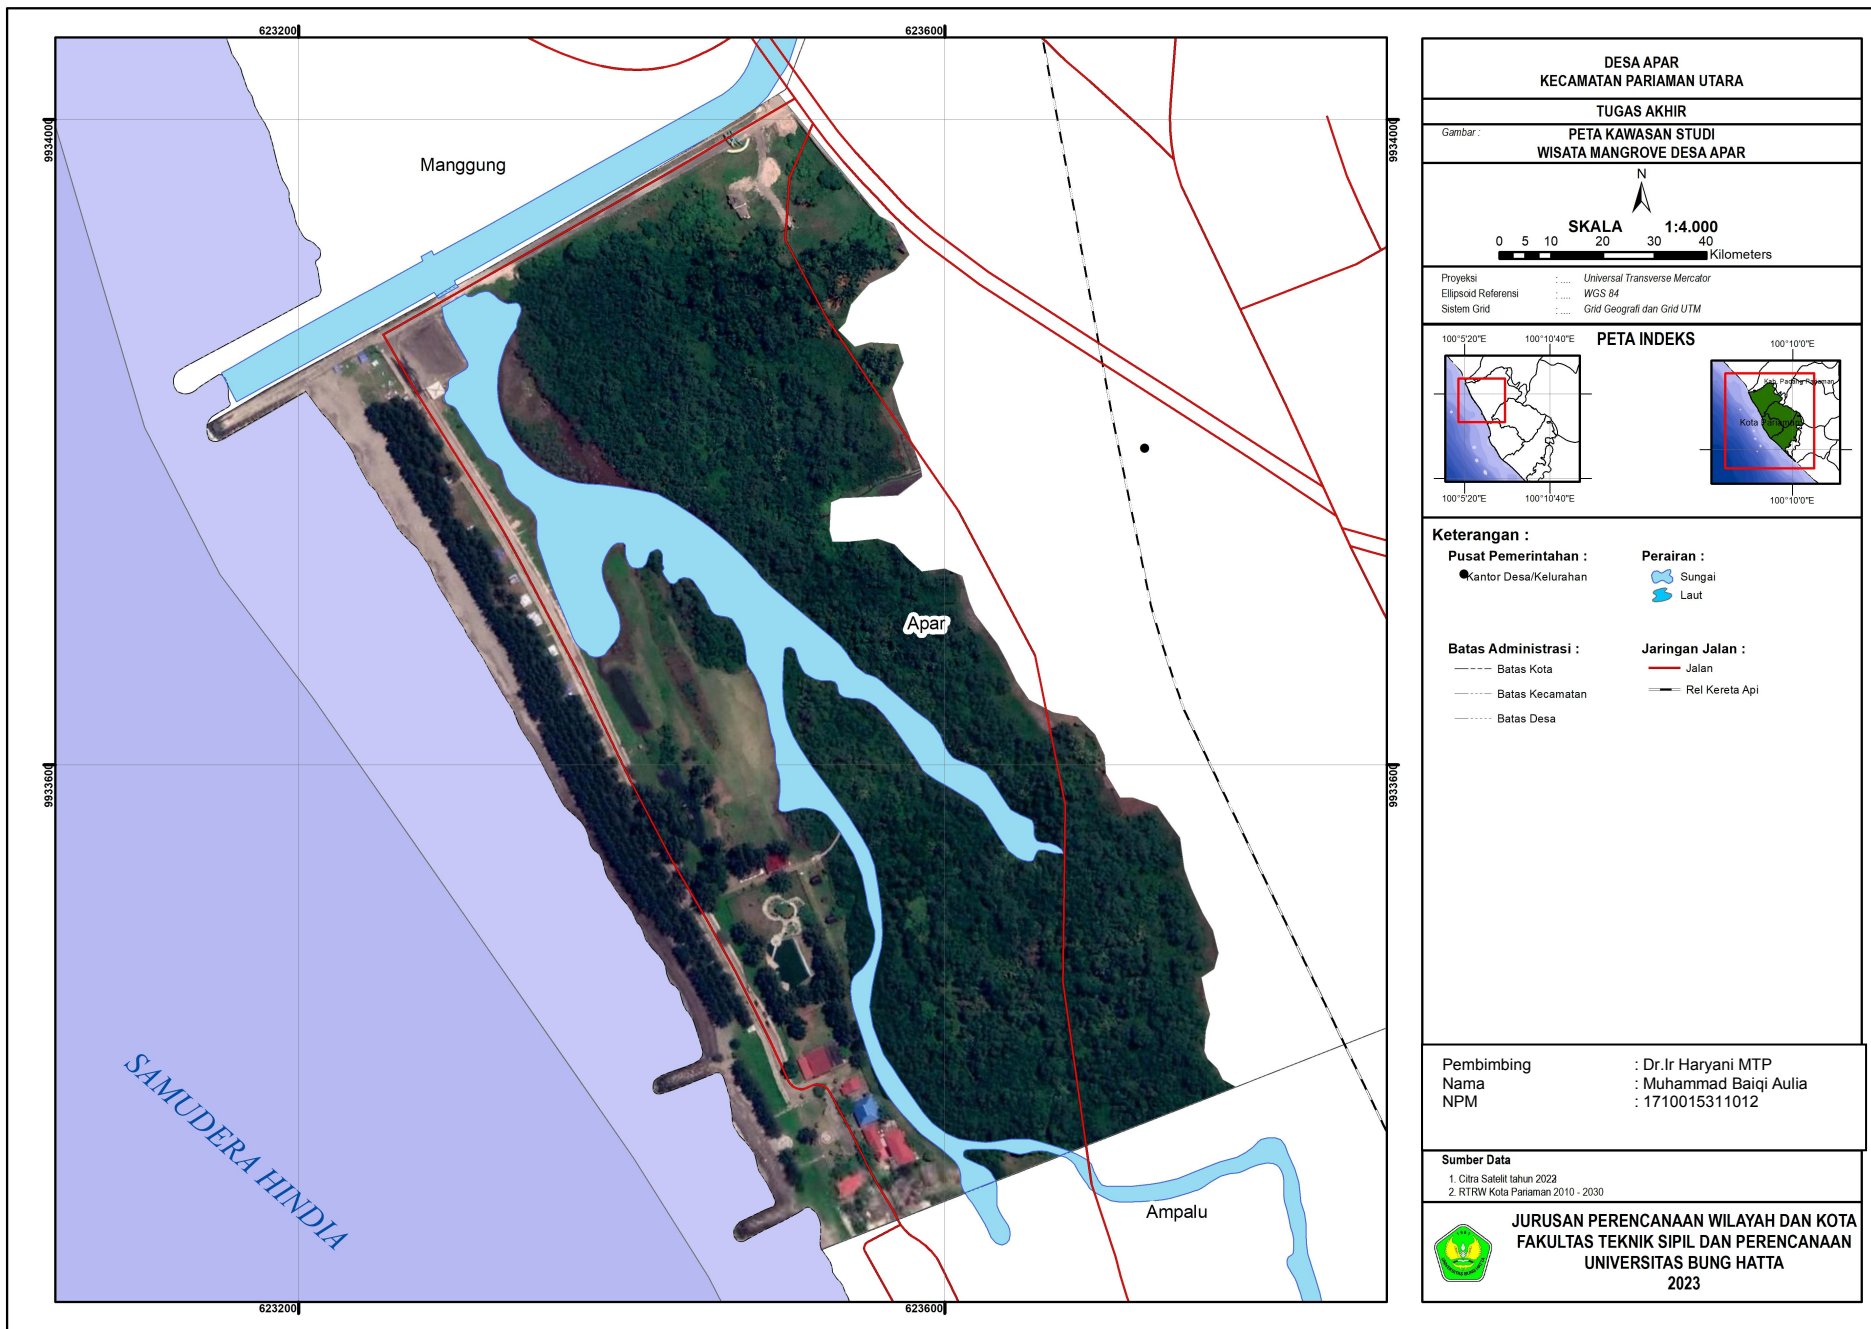 623200
623600
9934000
9934000
Manggung
Apar
9933600
9933600
SAMUDERA HINDIA
Ampalu
623200
623600
DESA APAR
KECAMATAN PARIAMAN UTARA
TUGAS AKHIR
Gambar :
PETA KAWASAN STUDI
WISATA MANGROVE DESA APAR
N
SKALA 1:4.000
0 5 10 20 30 40
Kilometers
Proyeksi : .... Universal Transverse Mercator
Ellipsoid Referensi : .... WGS 84
Sistem Grid : .... Grid Geografi dan Grid UTM
PETA INDEKS
100°5'20"E 100°10'40"E
100°5'20"E 100°10'40"E
100°10'0"E
Kab. Padang Pariaman
Kota Pariaman
100°10'0"E
Keterangan :
Pusat Pemerintahan :
Kantor Desa/Kelurahan
Perairan :
Sungai
Laut
Batas Administrasi :
Batas Kota
Batas Kecamatan
Batas Desa
Jaringan Jalan :
Jalan
Rel Kereta Api
Pembimbing : Dr.Ir Haryani MTP
Nama : Muhammad Baiqi Aulia
NPM : 1710015311012
Sumber Data
1. Citra Satelit tahun
2. RTRW Kota Pariaman 2010 - 2030
JURUSAN PERENCANAAN WILAYAH DAN KOTA
FAKULTAS TEKNIK SIPIL DAN PERENCANAAN
UNIVERSITAS BUNG HATTA
2023
UNIVERSITAS BUNG HATTA